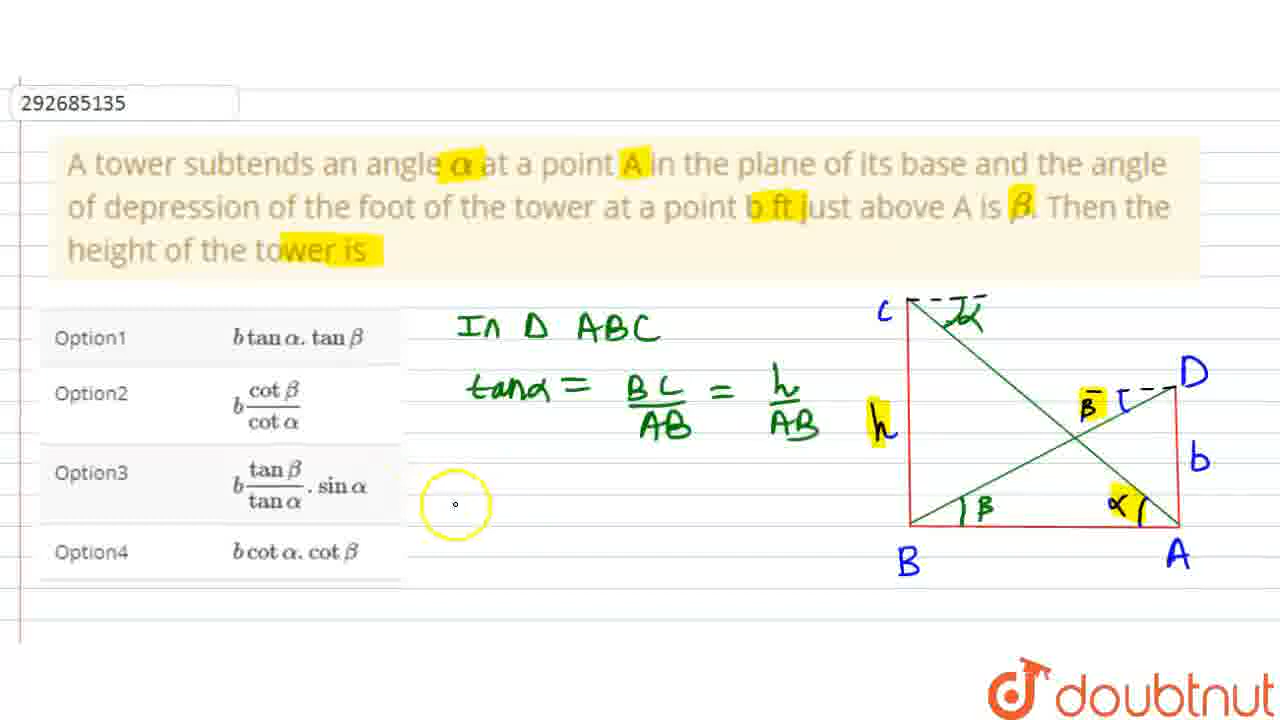 292685135
A tower subtends an angle α at a point A in the plane of its base and the angle
of depression of the foot of the tower at a point b ft just above A is β. Then the
height of the tower is
Option1 b tan α. tan β
Option2 b cot β / cot α
Option3 b tan β / tan α . sin α
Option4 b cot α. cot β
In Δ ABC
tanα = BC / AB = h / AB
C
α
D
β
h
b
β
α
B
A
doubtnut